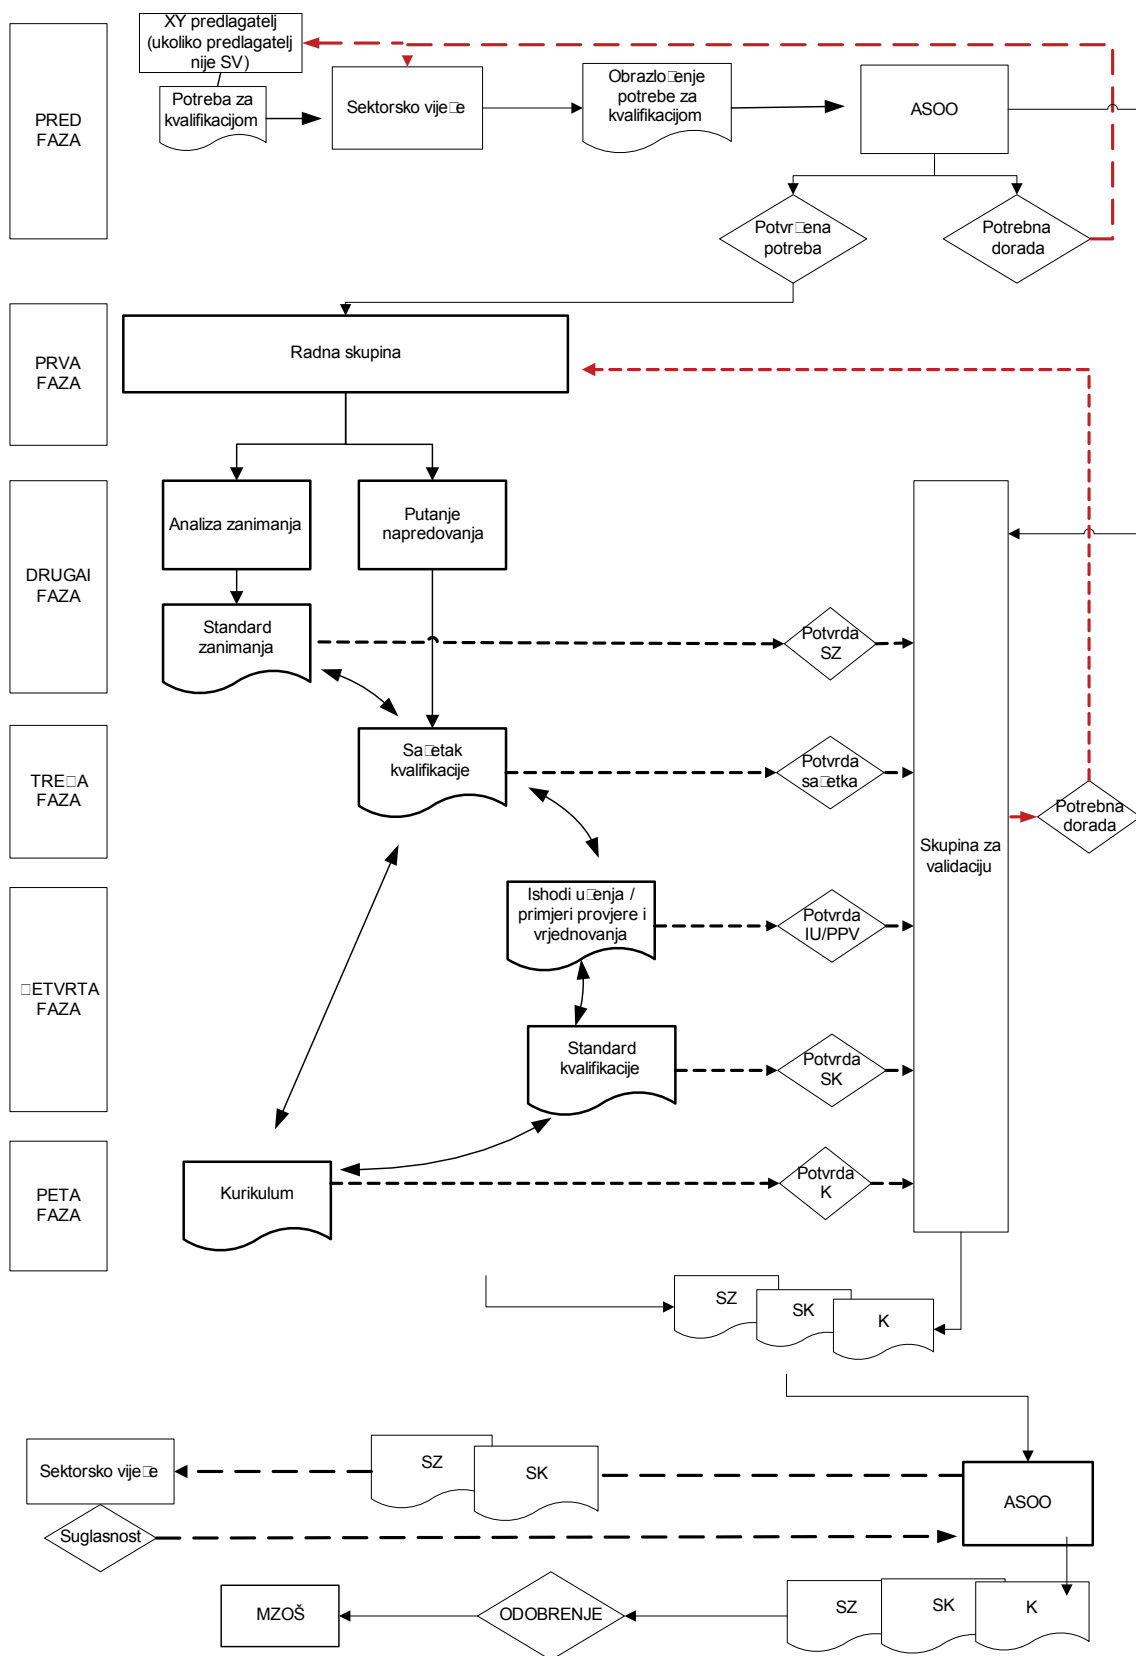 XY predlagatelj
(ukoliko predlagatelj
nije SV)
PRED
FAZA
Potreba za
kvalifikacijom
Sektorsko vije□e
Obrazlo□enje
potrebe za
kvalifikacijom
ASOO
Potvr□ena
potreba
Potrebna
dorada
PRVA
FAZA
Radna skupina
DRUGAI
FAZA
Analiza zanimanja
Putanje
napredovanja
Standard
zanimanja
Potvrda
SZ
TRE□A
FAZA
Sa□etak
kvalifikacije
Potvrda
sa□etka
Skupina za
validaciju
Potrebna
dorada
□ETVRTA
FAZA
Ishodi u□enja /
primjeri provjere i
vrjednovanja
Potvrda
IU/PPV
Standard
kvalifikacije
Potvrda
SK
PETA
FAZA
Kurikulum
Potvrda
K
SZ
SK
K
Sektorsko vije□e
SZ
SK
ASOO
Suglasnost
MZOŠ
ODOBRENJE
SZ
SK
K